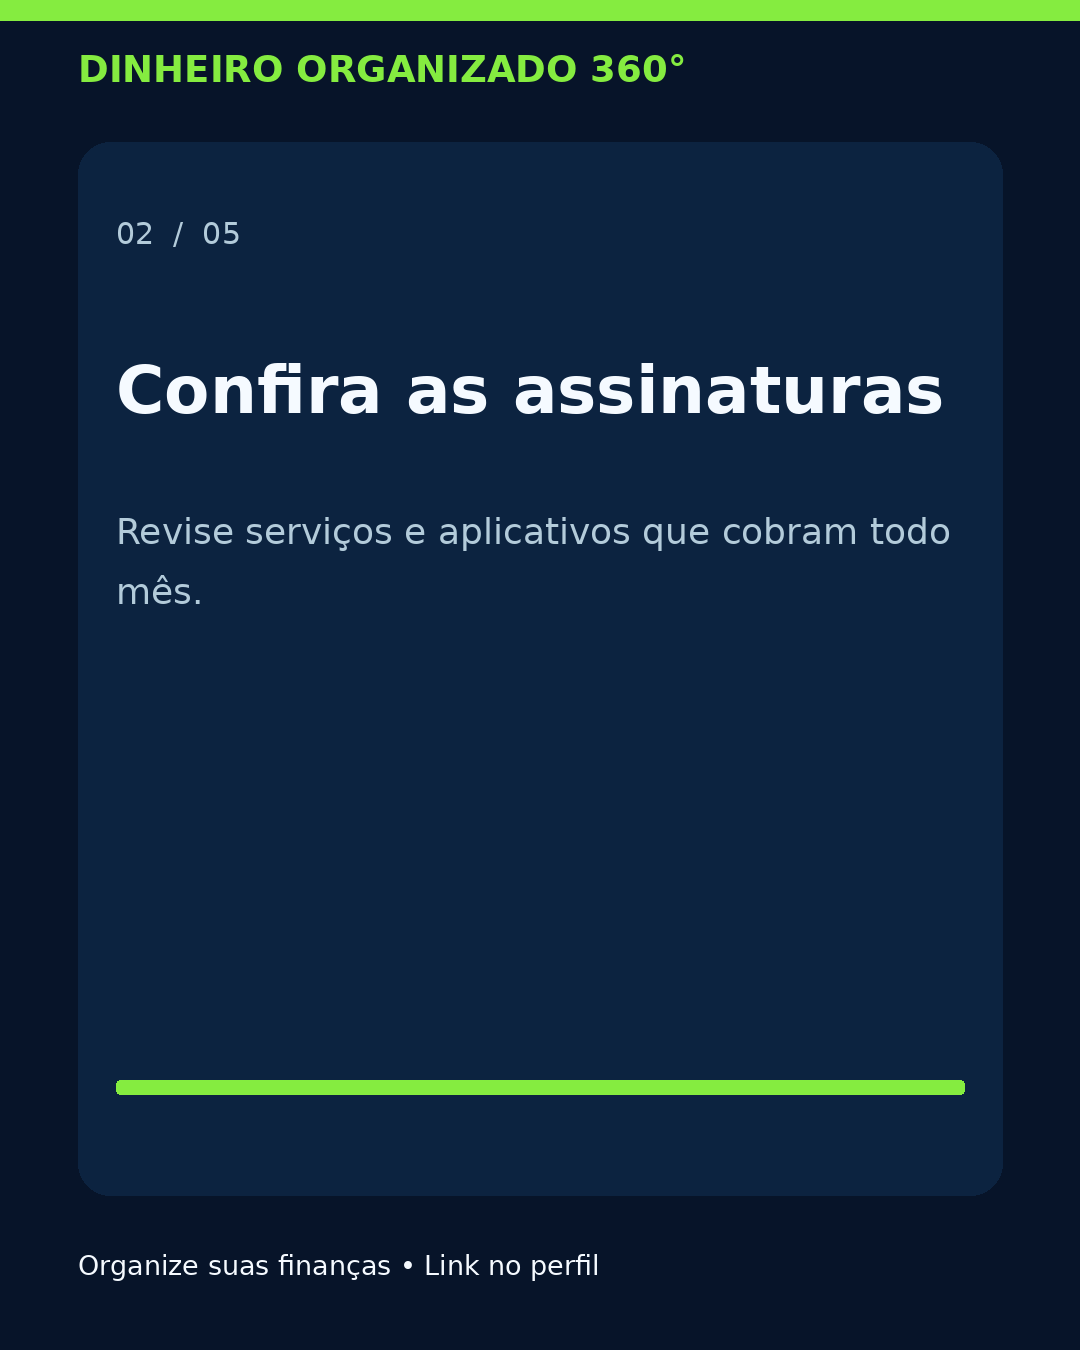 DINHEIRO ORGANIZADO 360°
02 / 05
Confira as assinaturas
Revise serviços e aplicativos que cobram todo
mês.
Organize suas finanças • Link no perfil